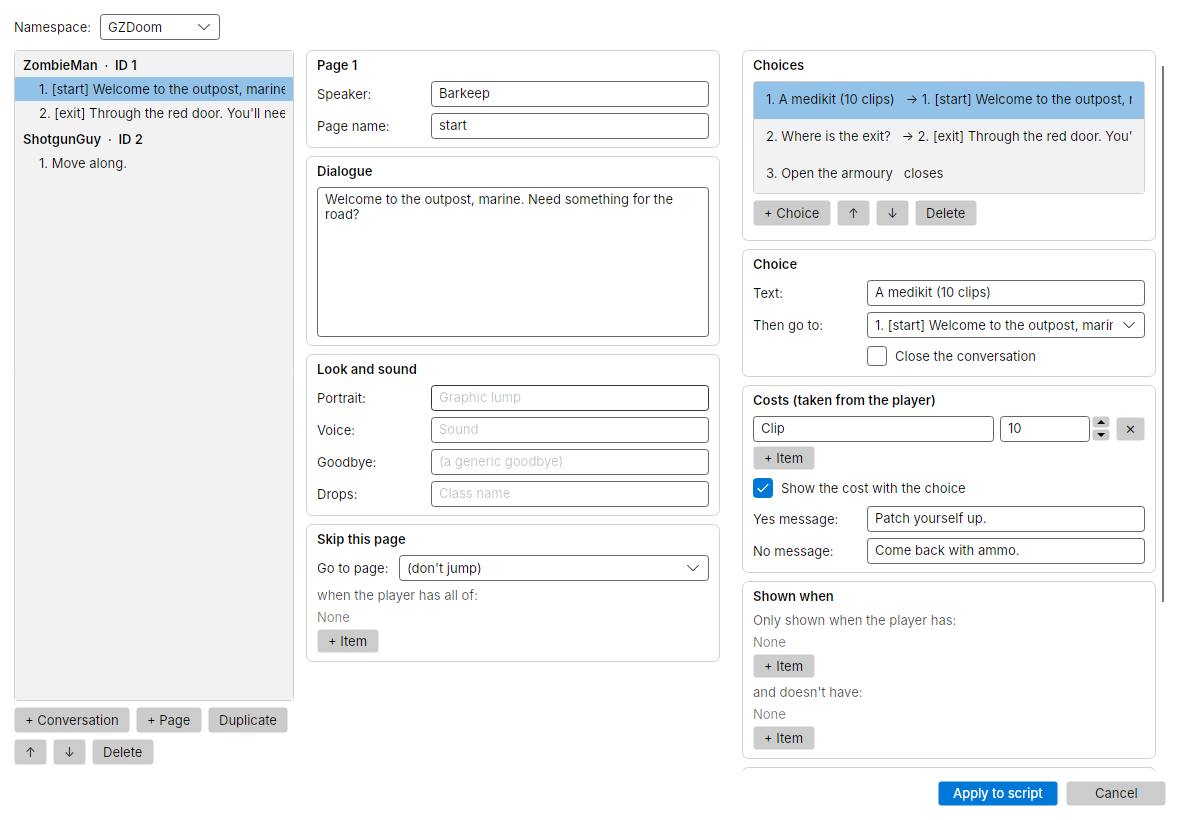 Namespace: GZDoom
ZombieMan · ID 1
1. [start] Welcome to the outpost, marine
2. [exit] Through the red door. You'll nee
ShotgunGuy · ID 2
1. Move along.
+ Conversation + Page Duplicate
↑ ↓ Delete
Page 1
Speaker: Barkeep
Page name: start
Dialogue
Welcome to the outpost, marine. Need something for the
road?
Look and sound
Portrait: Graphic lump
Voice: Sound
Goodbye: (a generic goodbye)
Drops: Class name
Skip this page
Go to page: (don't jump)
when the player has all of:
None
+ Item
Choices
1. A medikit (10 clips) → 1. [start] Welcome to the outpost, r
2. Where is the exit? → 2. [exit] Through the red door. You'
3. Open the armoury closes
+ Choice ↑ ↓ Delete
Choice
Text: A medikit (10 clips)
Then go to: 1. [start] Welcome to the outpost, marir
Close the conversation
Costs (taken from the player)
Clip 10 ×
+ Item
Show the cost with the choice
Yes message: Patch yourself up.
No message: Come back with ammo.
Shown when
Only shown when the player has:
None
+ Item
and doesn't have:
None
+ Item
Apply to script Cancel